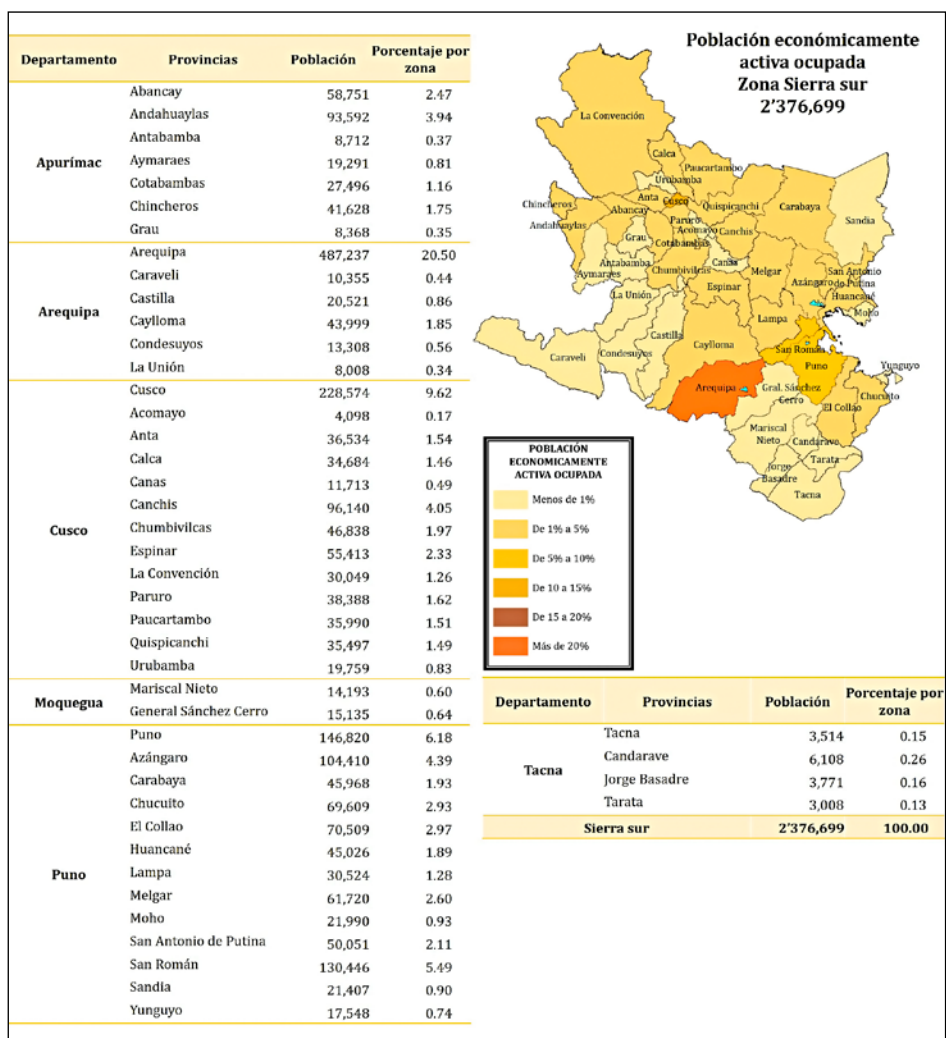 Departamento Provincias Población Porcentaje por zona
Apurímac
Abancay 58,751 2.47
Andahuaylas 93,592 3.94
Antabamba 8,712 0.37
Aymaraes 19,291 0.81
Cotabambas 27,496 1.16
Chincheros 41,628 1.75
Grau 8,368 0.35
Arequipa
Arequipa 487,237 20.50
Caraveli 10,355 0.44
Castilla 20,521 0.86
Caylloma 43,999 1.85
Condesuyos 13,308 0.56
La Unión 8,008 0.34
Cusco
Cusco 228,574 9.62
Acomayo 4,098 0.17
Anta 36,534 1.54
Calca 34,684 1.46
Canas 11,713 0.49
Canchis 96,140 4.05
Chumbivilcas 46,838 1.97
Espinar 55,413 2.33
La Convención 30,049 1.26
Paruro 38,388 1.62
Paucartambo 35,990 1.51
Quispicanchi 35,497 1.49
Urubamba 19,759 0.83
Moquegua
Mariscal Nieto 14,193 0.60
General Sánchez Cerro 15,135 0.64
Puno
Puno 146,820 6.18
Azángaro 104,410 4.39
Carabaya 45,968 1.93
Chucuito 69,609 2.93
El Collao 70,509 2.97
Huancané 45,026 1.89
Lampa 30,524 1.28
Melgar 61,720 2.60
Moho 21,990 0.93
San Antonio de Putina 50,051 2.11
San Román 130,446 5.49
Sandia 21,407 0.90
Yunguyo 17,548 0.74
Población económicamente
activa ocupada
Zona Sierra sur
2’376,699
La Convención
Calca
Paucartambo
Urubamba
Chincheros
Anta
Cusco
Quispicanchi
Carabaya
Sandia
Abancay
Andahuaylas
Paruro
Acomayo
Canchis
Grau
Cotabambas
Antabamba
Canas
Aymaraes
Chumbivilcas
Melgar
San Antonio
de Putina
Azángaro
Espinar
La Unión
Huancané
Moho
Lampa
Castilla
Caylloma
San Román
Caraveli
Condesuyos
Puno
Yunguyo
Arequipa
Gral. Sánchez
Cerro
Chucuito
El Collao
Mariscal
Nieto
Candarave
Tarata
Jorge
Basadre
Tacna
POBLACIÓN
ECONOMICAMENTE
ACTIVA OCUPADA
Menos de 1%
De 1% a 5%
De 5% a 10%
De 10 a 15%
De 15 a 20%
Más de 20%
Departamento Provincias Población Porcentaje por zona
Tacna
Tacna 3,514 0.15
Candarave 6,108 0.26
Jorge Basadre 3,771 0.16
Tarata 3,008 0.13
Sierra sur 2’376,699 100.00